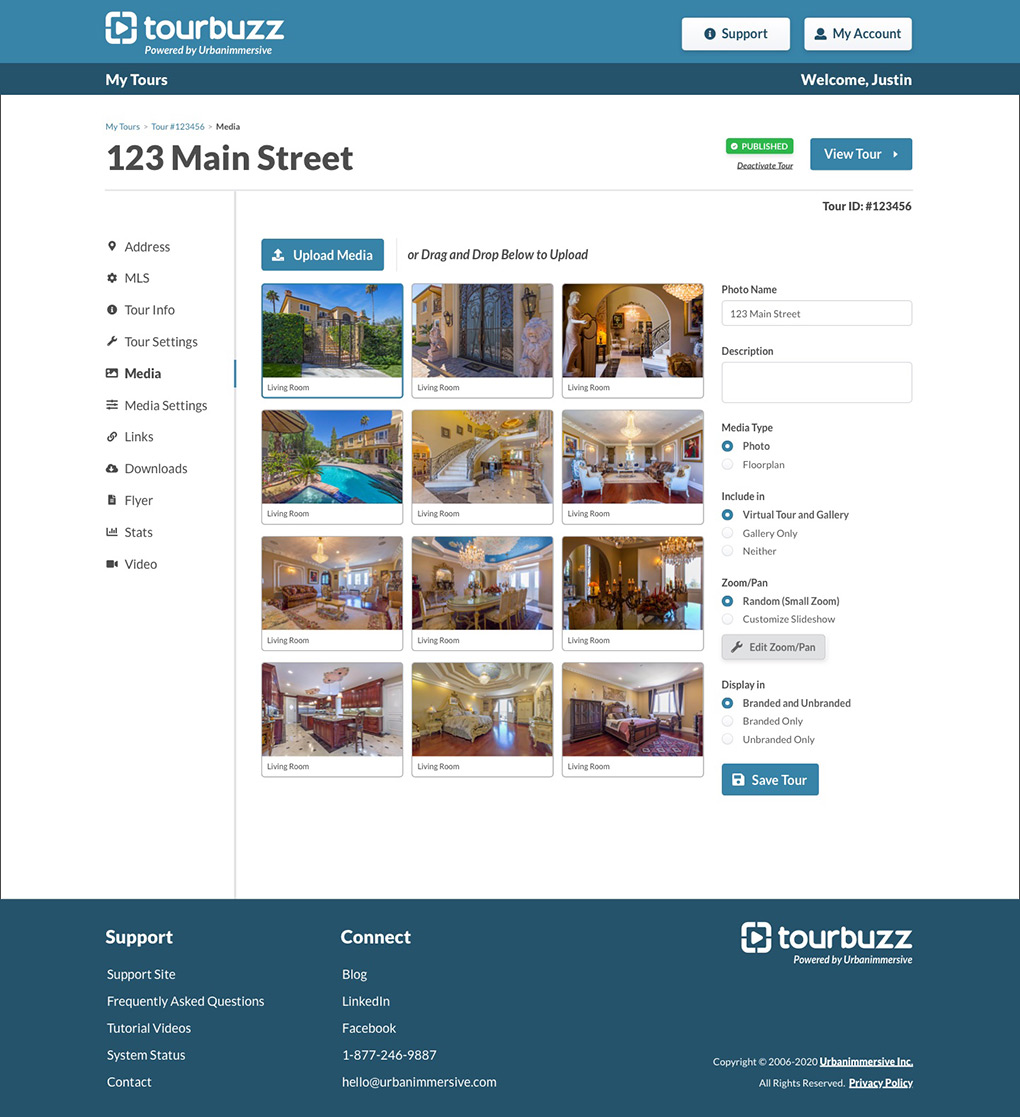 tourbuzz
Powered by Urbanimmersive
Support
My Account
My Tours
Welcome, Justin
My Tours > Tour #123456 > Media
123 Main Street
PUBLISHED
Deactivate Tour
View Tour
Tour ID: #123456
Address
MLS
Tour Info
Tour Settings
Media
Media Settings
Links
Downloads
Flyer
Stats
Video
Upload Media
or Drag and Drop Below to Upload
Living Room
Living Room
Living Room
Living Room
Living Room
Living Room
Living Room
Living Room
Living Room
Living Room
Living Room
Living Room
Photo Name
123 Main Street
Description
Media Type
Photo
Floorplan
Include in
Virtual Tour and Gallery
Gallery Only
Neither
Zoom/Pan
Random (Small Zoom)
Customize Slideshow
Edit Zoom/Pan
Display in
Branded and Unbranded
Branded Only
Unbranded Only
Save Tour
Support
Support Site
Frequently Asked Questions
Tutorial Videos
System Status
Contact
Connect
Blog
LinkedIn
Facebook
1-877-246-9887
hello@urbanimmersive.com
tourbuzz
Powered by Urbanimmersive
Copyright © 2006-2020 Urbanimmersive Inc.
All Rights Reserved. Privacy Policy